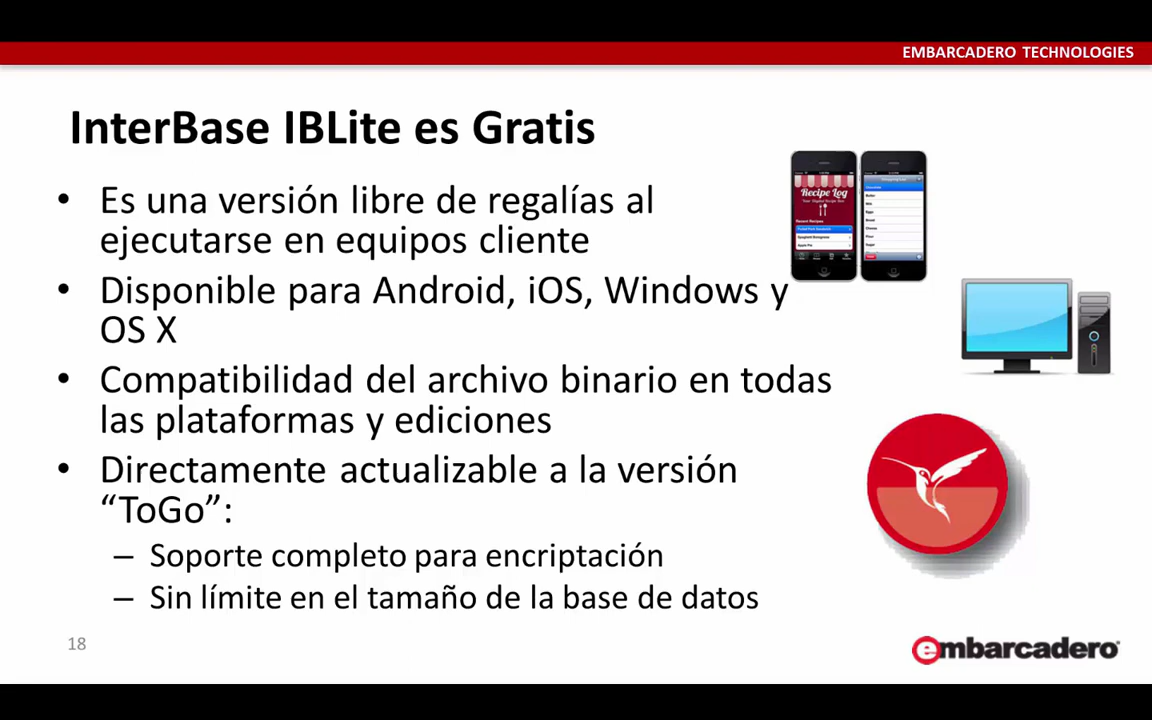 EMBARCADERO TECHNOLOGIES
InterBase IBLite es Gratis
• Es una versión libre de regalías al
ejecutarse en equipos cliente
• Disponible para Android, iOS, Windows y
OS X
• Compatibilidad del archivo binario en todas
las plataformas y ediciones
• Directamente actualizable a la versión
“ToGo”:
– Soporte completo para encriptación
– Sin límite en el tamaño de la base de datos
Recipe Log
18
embarcadero